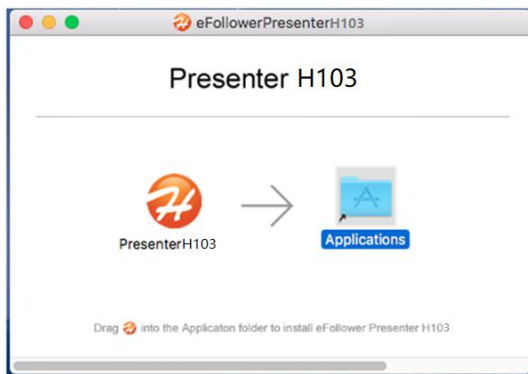 eFollowerPresenterH103
Presenter H103
PresenterH103
Applications
Drag into the Applicaton folder to install eFollower Presenter H103